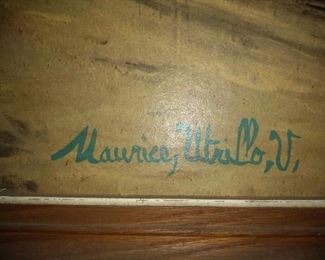 Maurice, Utrillo, V,